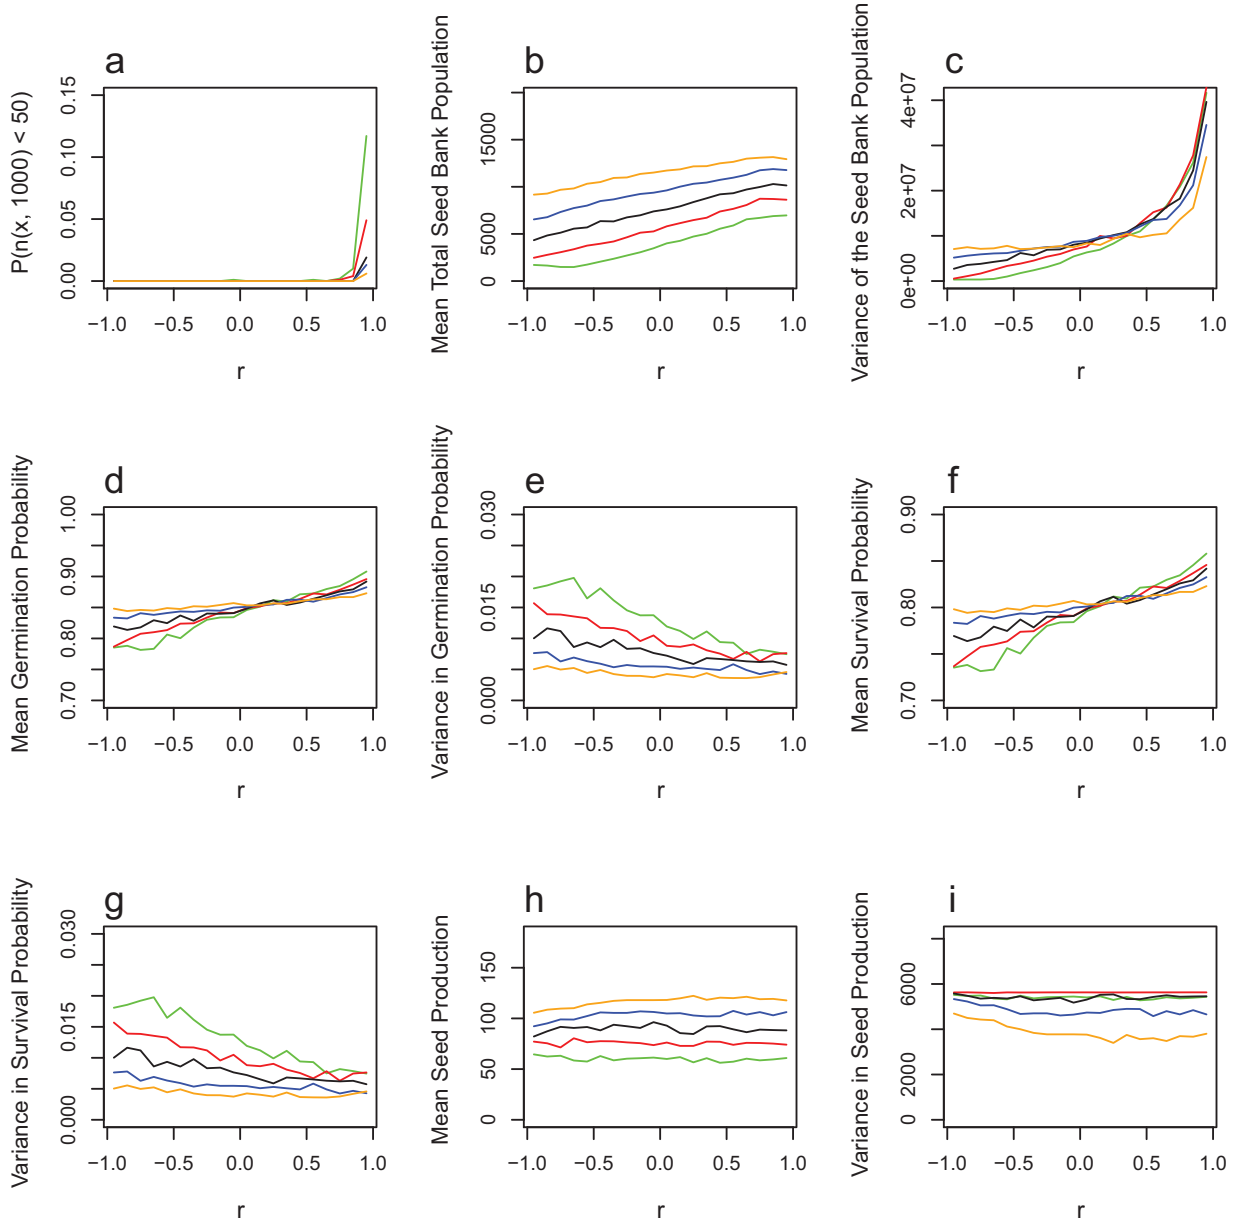 a
P(n(x, 1000) < 50)
0.15
0.10
0.05
0.00
−1.0 −0.5 0.0 0.5 1.0
r
b
Mean Total Seed Bank Population
15000
5000
0
−1.0 −0.5 0.0 0.5 1.0
r
c
Variance of the Seed Bank Population
4e+07
2e+07
0e+00
−1.0 −0.5 0.0 0.5 1.0
r
d
Mean Germination Probability
1.00
0.90
0.80
0.70
−1.0 −0.5 0.0 0.5 1.0
r
e
Variance in Germination Probability
0.030
0.015
0.000
−1.0 −0.5 0.0 0.5 1.0
r
f
Mean Survival Probability
0.90
0.80
0.70
−1.0 −0.5 0.0 0.5 1.0
r
g
Variance in Survival Probability
0.030
0.015
0.000
−1.0 −0.5 0.0 0.5 1.0
r
h
Mean Seed Production
150
100
50
0
−1.0 −0.5 0.0 0.5 1.0
r
i
Variance in Seed Production
6000
2000
0
−1.0 −0.5 0.0 0.5 1.0
r